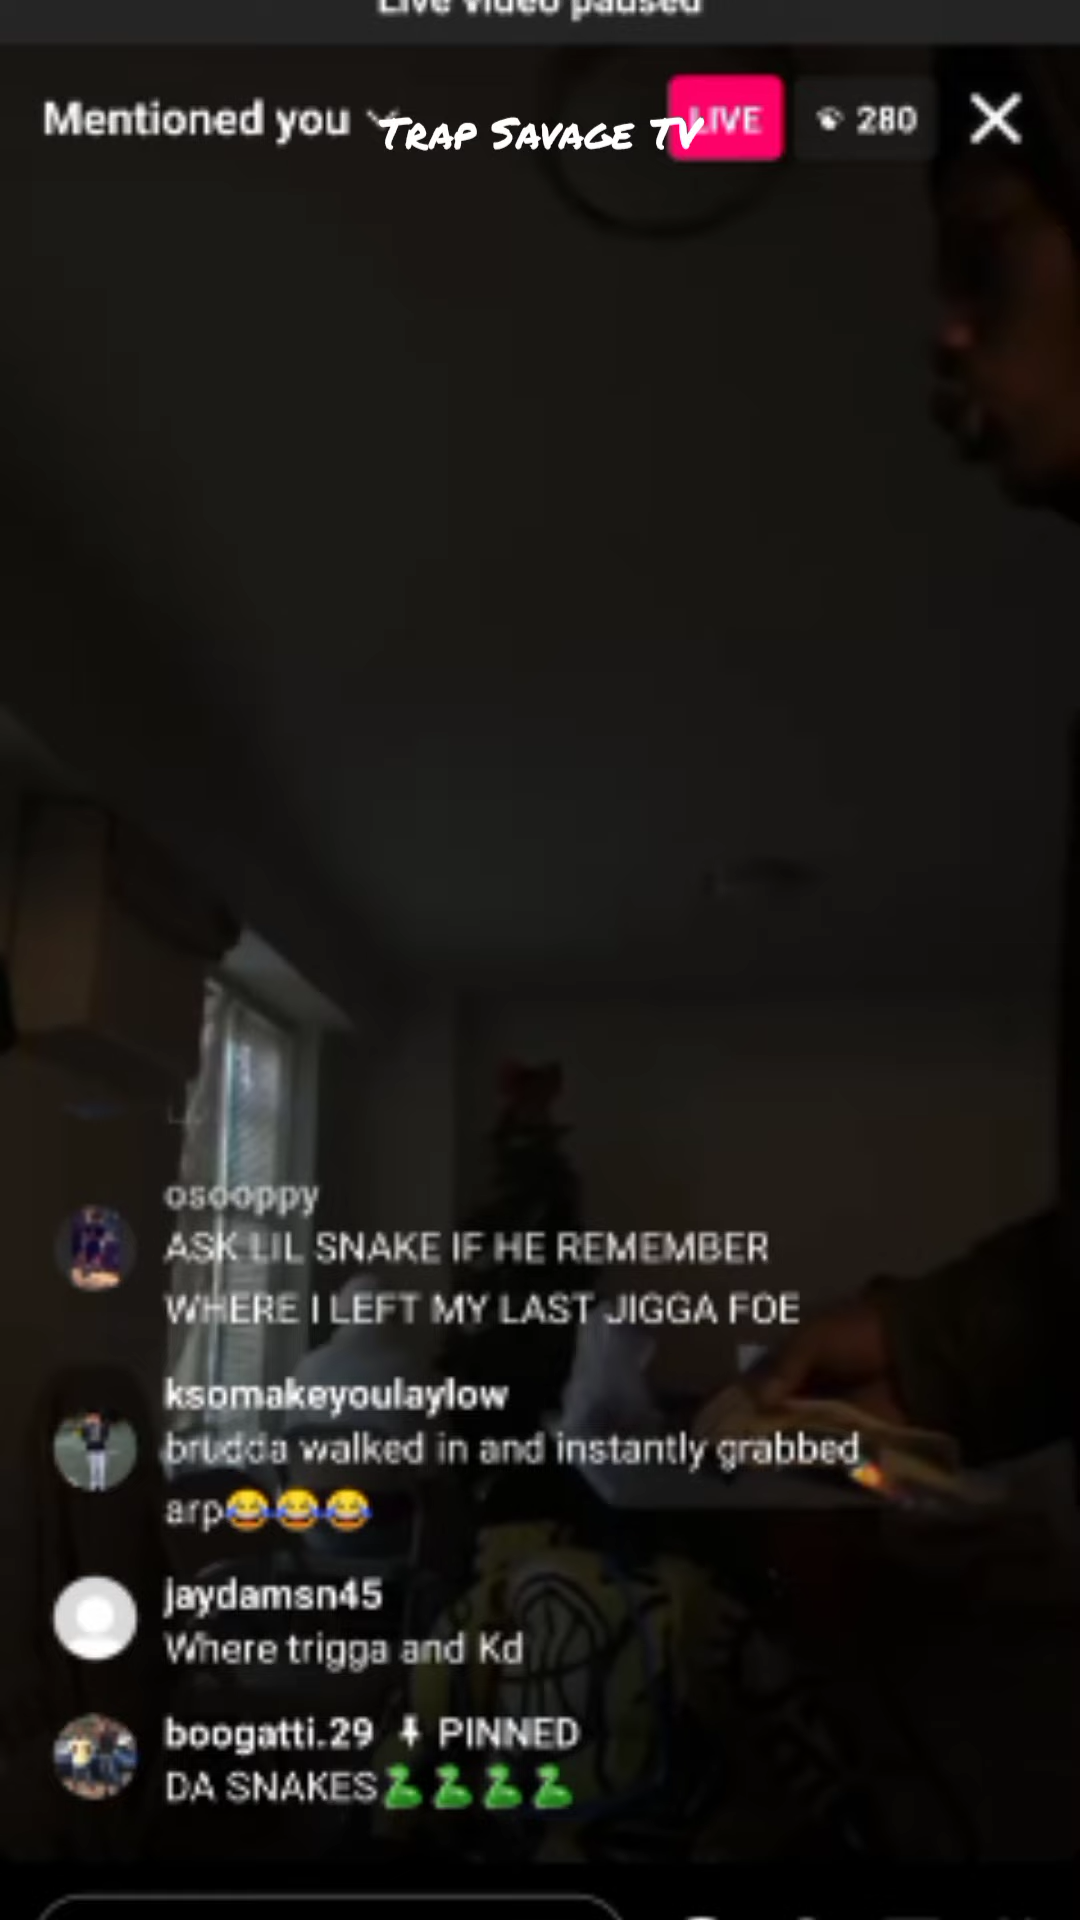 Live video paused
Mentioned you
TRAP SAVAGE TV
LIVE
280
osooppy
ASK LIL SNAKE IF HE REMEMBER
WHERE I LEFT MY LAST JIGGA FOE
ksomakeyoulaylow
brudda walked in and instantly grabbed
arp😂😂😂
jaydamsn45
Where trigga and Kd
boogatti.29 PINNED
DA SNAKES🐍🐍🐍🐍